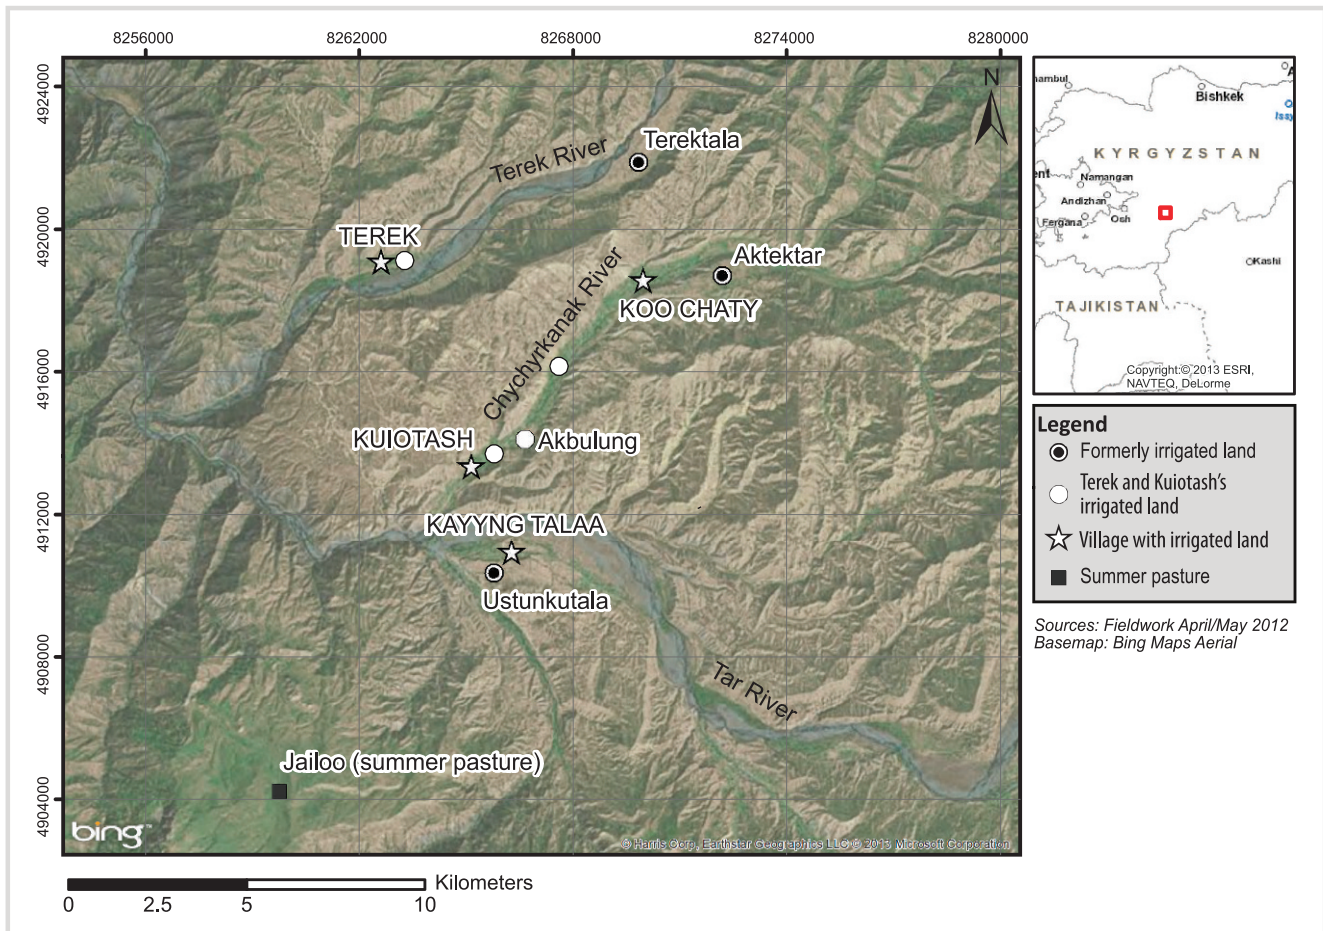 8256000
8262000
8268000
8274000
8280000
4924000
4920000
4916000
4912000
4908000
4904000
N
Terektala
Terek River
TEREK
Aktektar
KOO CHATY
Chychyrkanak River
KUIOTASH
Akbulung
KAYYNG TALAA
Ustunkutala
Tar River
Jailoo (summer pasture)
bing™
© Harris Corp, Earthstar Geographics LLC © 2013 Microsoft Corporation
Kilometers
0
2.5
5
10
Bishkek
KYRGYZSTAN
Namangan
Andizhan
Fergana
Osh
Kashi
TAJIKISTAN
Copyright:© 2013 ESRI,
NAVTEQ, DeLorme
Legend
Formerly irrigated land
Terek and Kuiotash's
irrigated land
Village with irrigated land
Summer pasture
Sources: Fieldwork April/May 2012
Basemap: Bing Maps Aerial